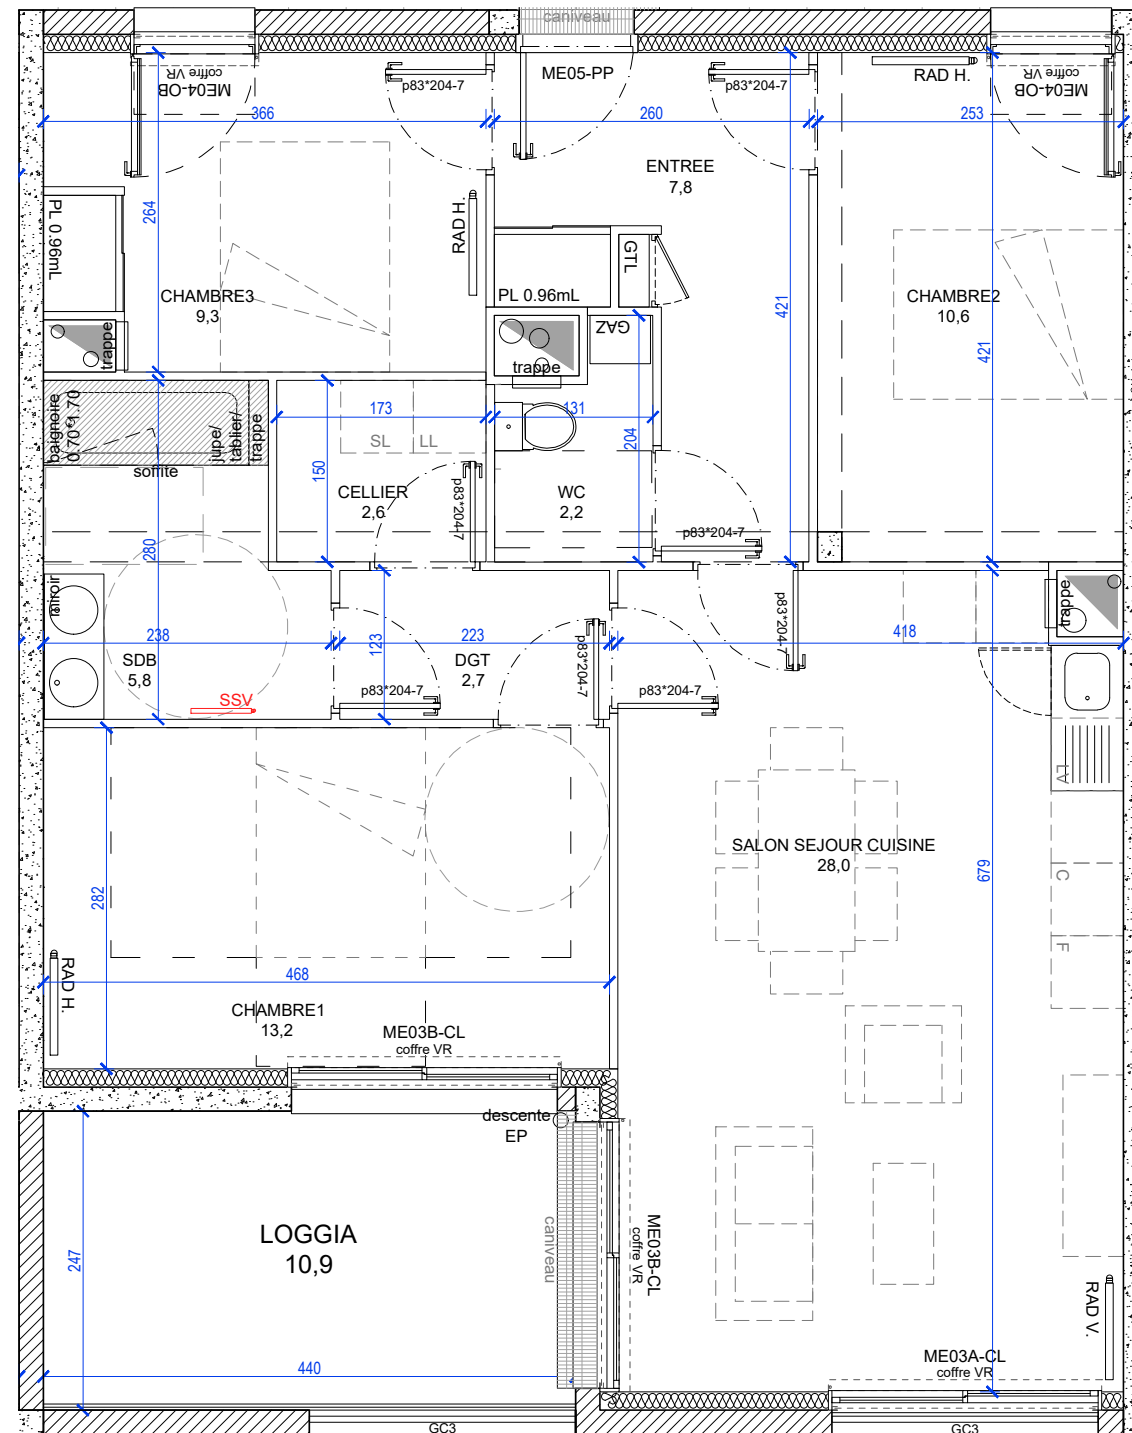 caniveau
coffre VR
ME04-OB
p83*204-7
ME05-PP
p83*204-7
RAD H.
coffre VR
ME04-OB
366
260
253
ENTREE
7,8
PL 0.96mL
264
RAD H.
GTL
CHAMBRE3
9,3
PL 0.96mL
CHAMBRE2
10,6
421
421
GAZ
trappe
trappe
baignoire
0.70*1.70
jupe/
tablier/
trappe
soffite
173
131
SL
LL
204
150
CELLIER
2,6
p83*204-7
WC
2,2
p83*204-7
280
miroir
trappe
238
123
223
418
SDB
5,8
DGT
2,7
p83*204-7
p83*204-
SSV
p83*204-7
p83*204-7
LV
SALON SEJOUR CUISINE
28,0
679
C
F
282
468
RAD H.
CHAMBRE1
13,2
ME03B-CL
coffre VR
descente
EP
LOGGIA
10,9
247
caniveau
ME03B-CL
coffre VR
RAD V.
440
ME03A-CL
coffre VR
GC3
GC3